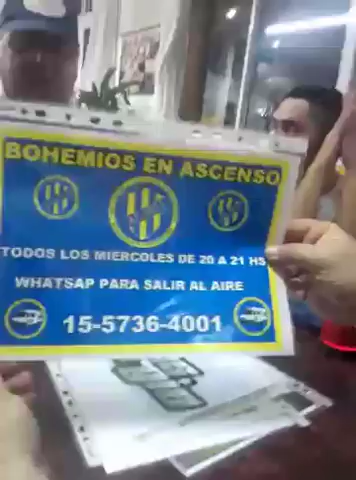 BOHEMIOS EN ASCENSO
TODOS LOS MIERCOLES DE 20 A 21 HS
WHATSAP PARA SALIR AL AIRE
15-5736-4001